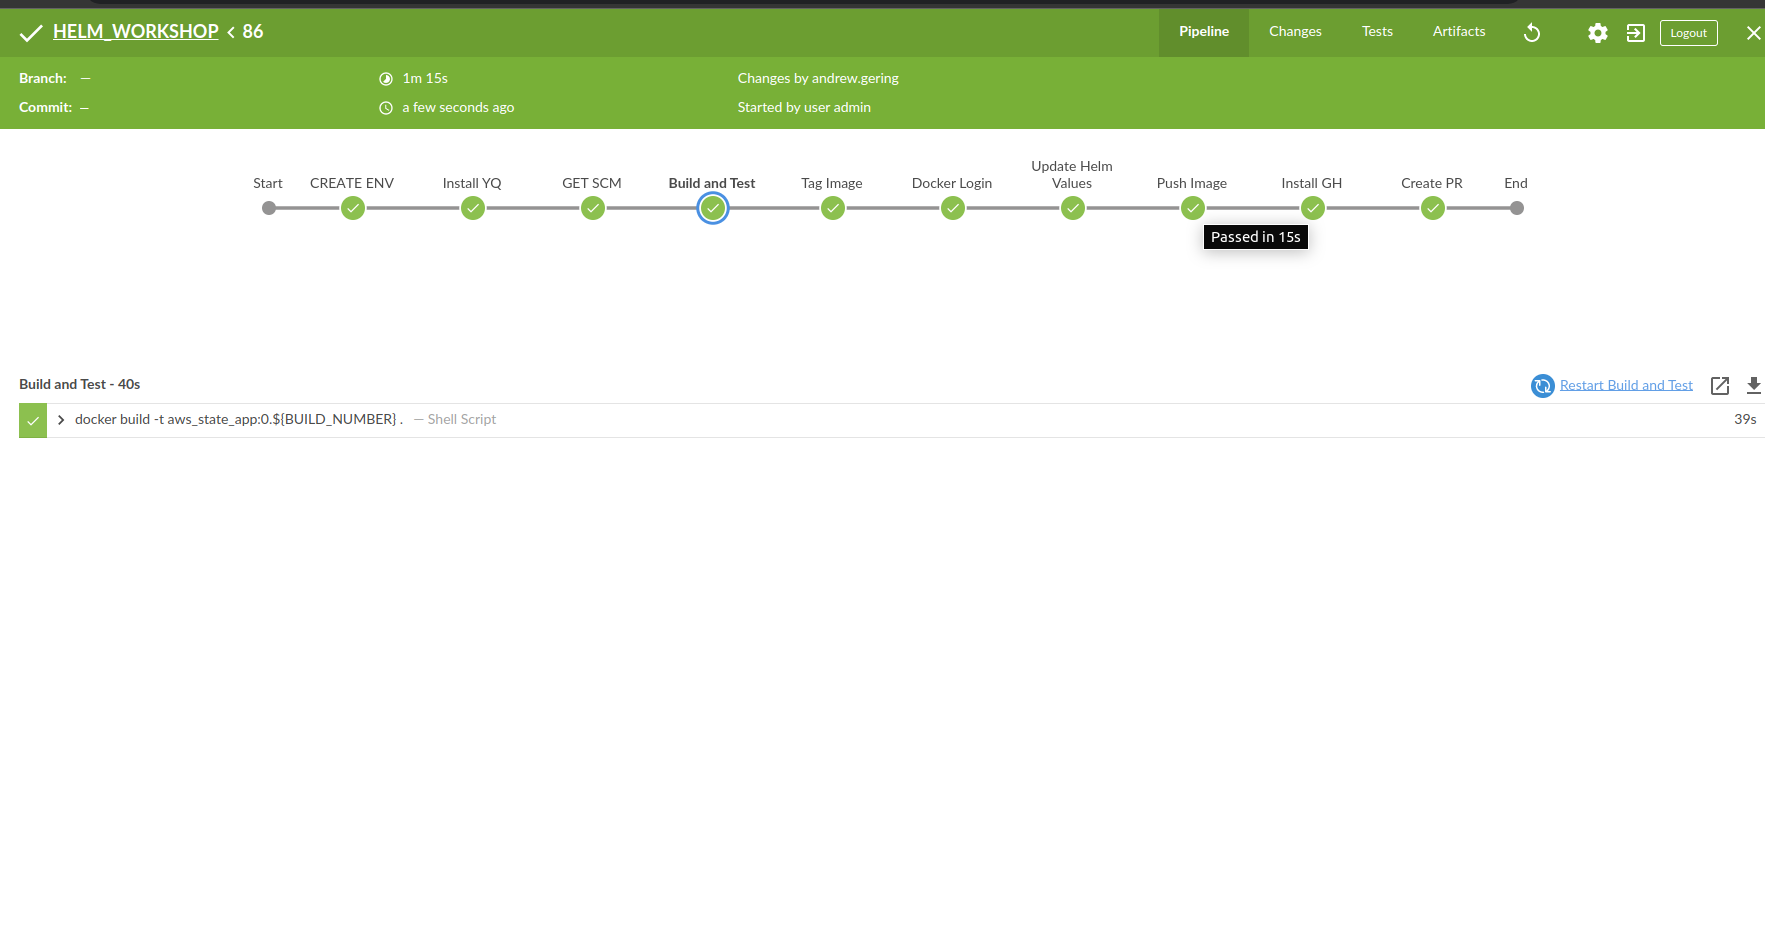 HELM_WORKSHOP < 86
Pipeline
Changes
Tests
Artifacts
Logout
Branch: —
1m 15s
Changes by andrew.gering
Commit: —
a few seconds ago
Started by user admin
Start
CREATE ENV
Install YQ
GET SCM
Build and Test
Tag Image
Docker Login
Update Helm
Values
Push Image
Install GH
Create PR
End
Passed in 15s
Build and Test - 40s
Restart Build and Test
docker build -t aws_state_app:0.${BUILD_NUMBER} . — Shell Script
39s